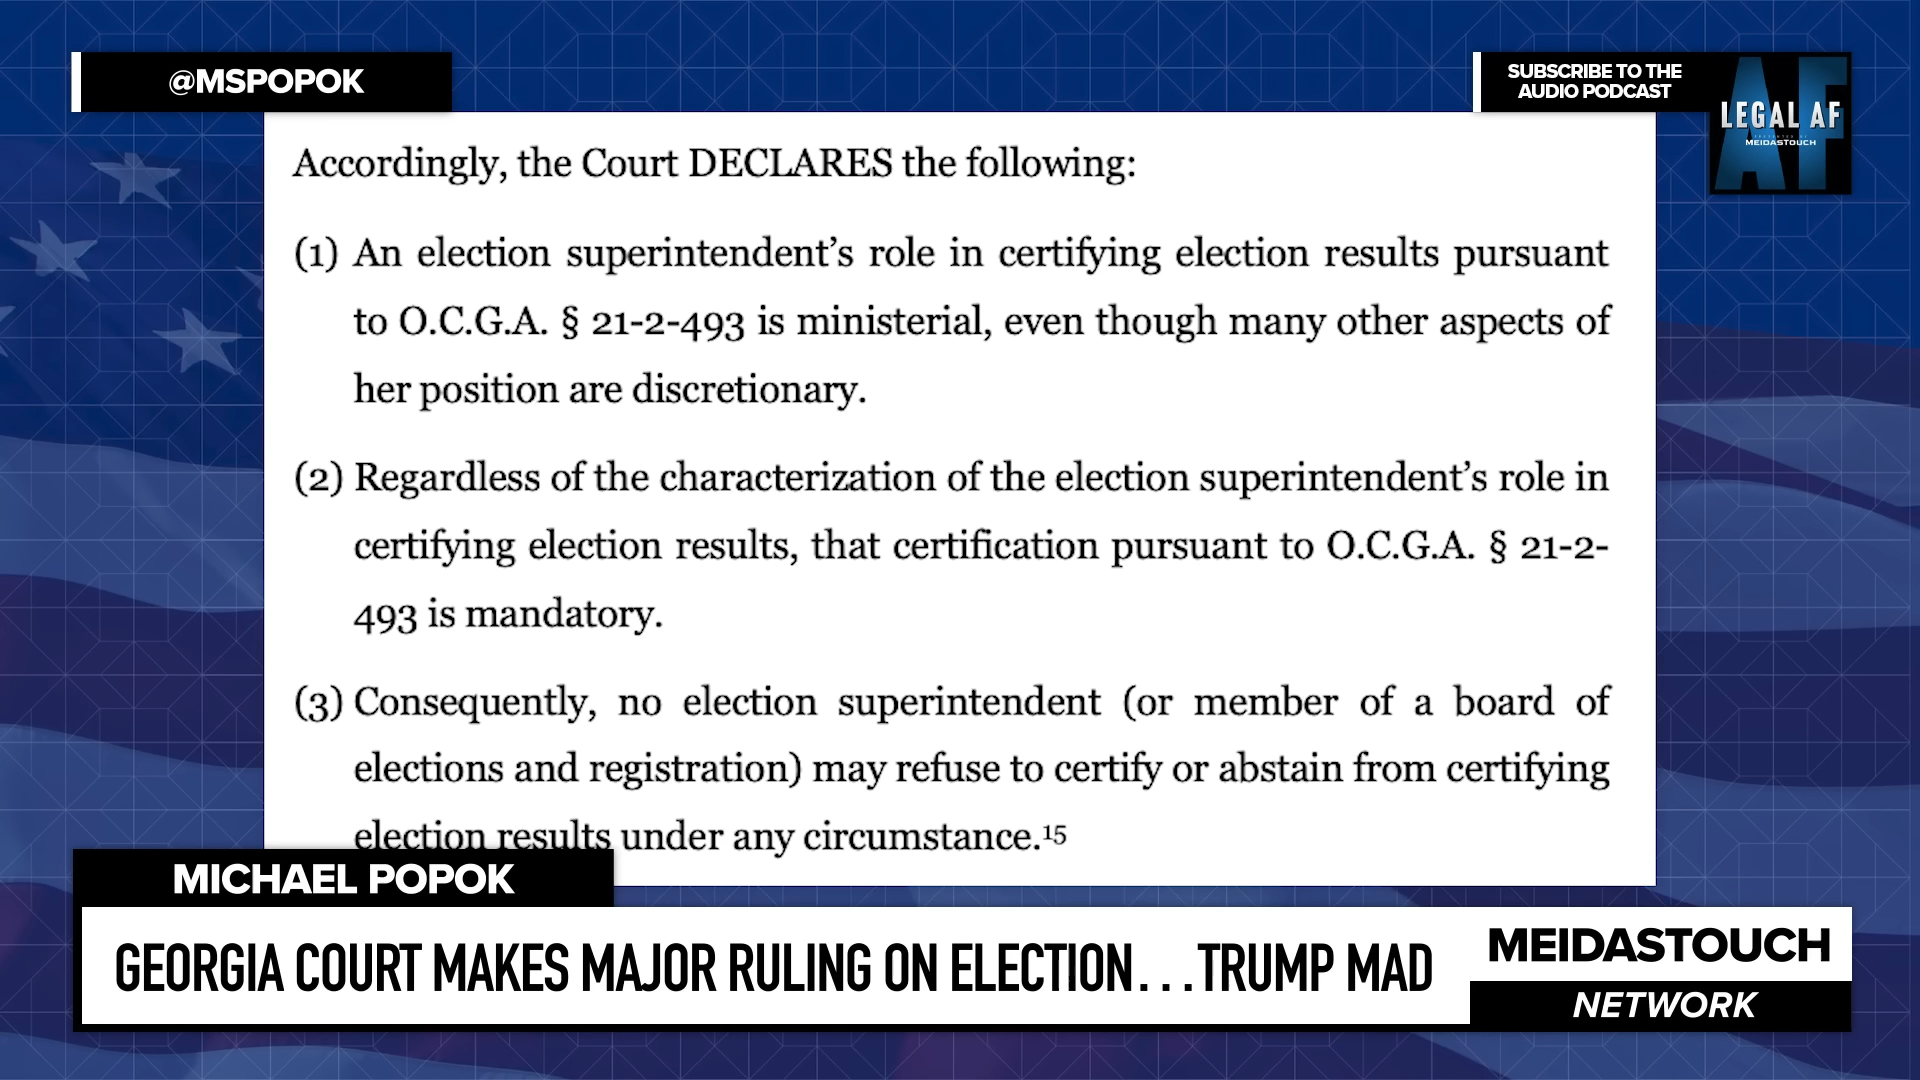 @MSPOPOK
SUBSCRIBE TO THE
AUDIO PODCAST
LEGAL AF
PRESENTED BY
MEIDASTOUCH
AF
Accordingly, the Court DECLARES the following:
(1) An election superintendent’s role in certifying election results pursuant
to O.C.G.A. § 21-2-493 is ministerial, even though many other aspects of
her position are discretionary.
(2) Regardless of the characterization of the election superintendent’s role in
certifying election results, that certification pursuant to O.C.G.A. § 21-2-
493 is mandatory.
(3) Consequently, no election superintendent (or member of a board of
elections and registration) may refuse to certify or abstain from certifying
election results under any circumstance.¹⁵
MICHAEL POPOK
GEORGIA COURT MAKES MAJOR RULING ON ELECTION...TRUMP MAD
MEIDASTOUCH
NETWORK